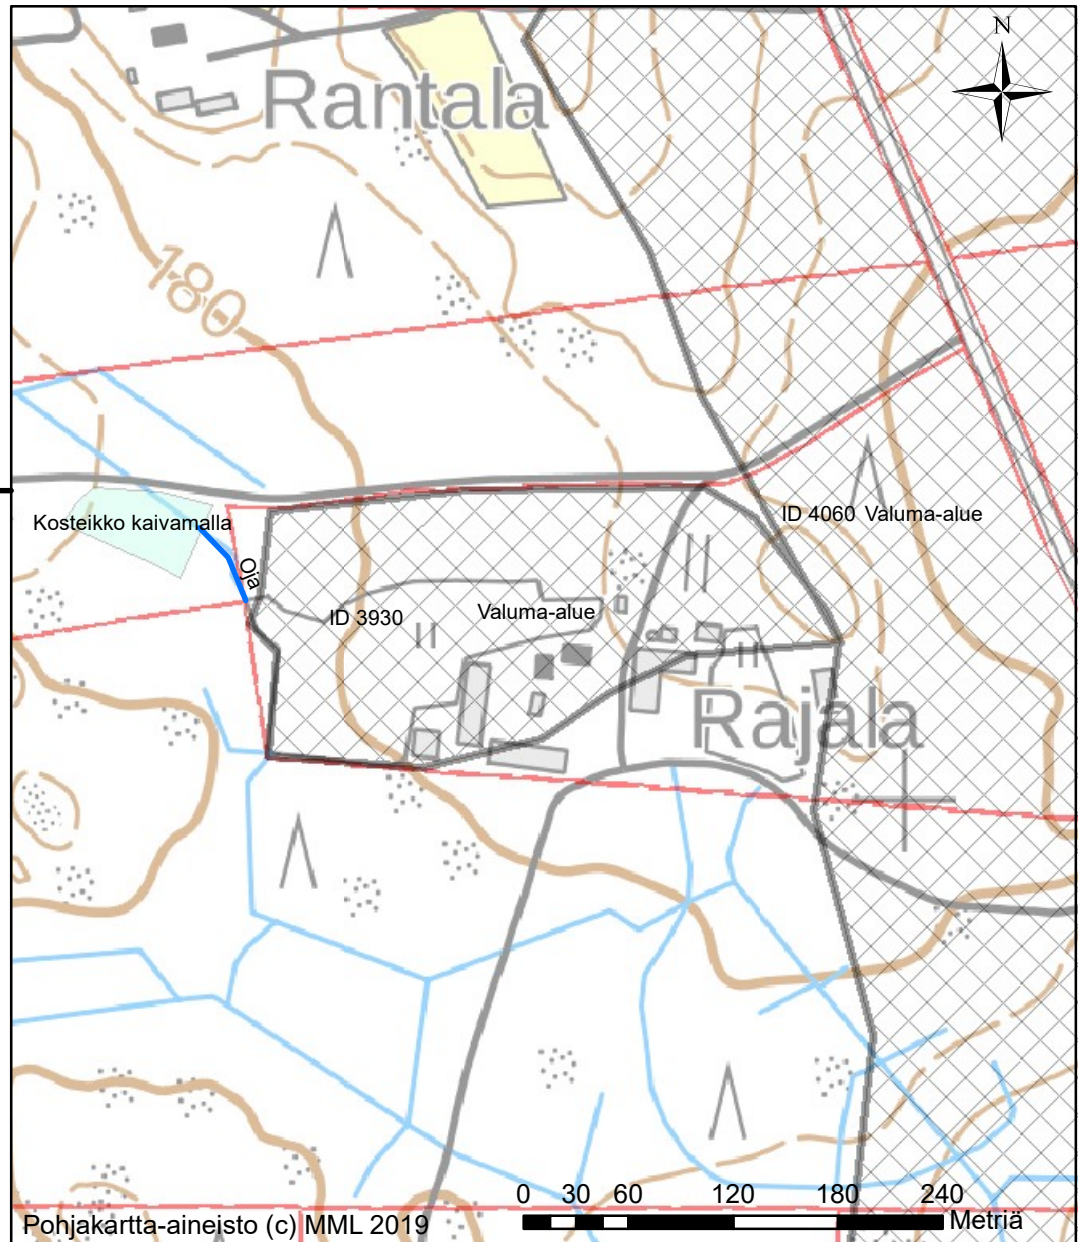 N
Rantala
180
Kosteikko kaivamalla
ID 4060 Valuma-alue
Oja
ID 3930
Valuma-alue
Rajala
0 30 60 120 180 240
Metriä
Pohjakartta-aineisto (c) MML 2019